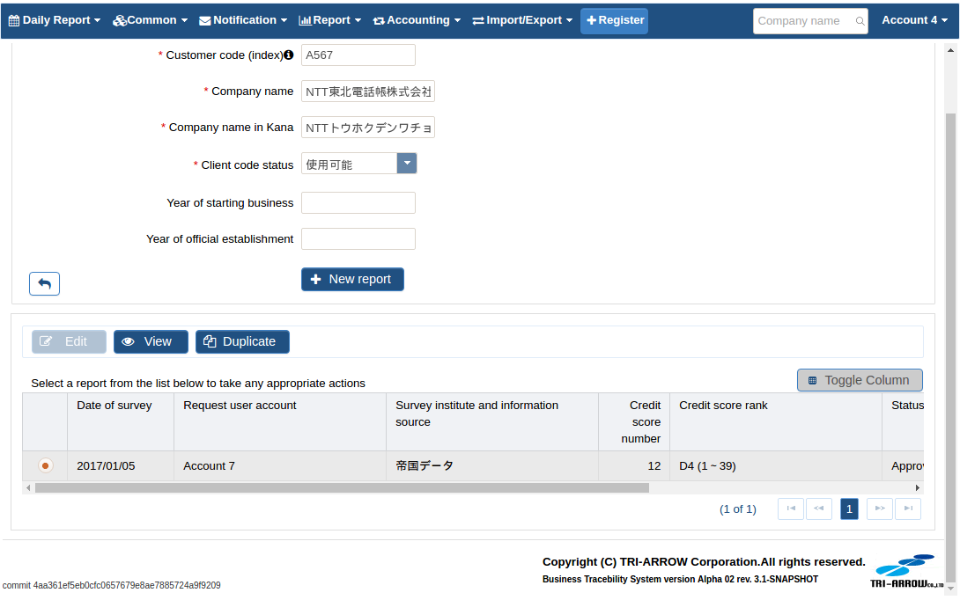 Daily Report Common Notification Report Accounting Import/Export + Register Company name Account 4
* Customer code (index) A567
* Company name NTT東北電話帳株式会社
* Company name in Kana NTTトウホクデンワチョ
* Client code status 使用可能
Year of starting business
Year of official establishment
+ New report
Edit View Duplicate
Toggle Column
Select a report from the list below to take any appropriate actions
Date of survey Request user account Survey institute and information source Credit score number Credit score rank Status
2017/01/05 Account 7 帝国データ 12 D4 (1 ~ 39) Approv
(1 of 1) 1
Copyright (C) TRI-ARROW Corporation.All rights reserved.
Business Tracebility System version Alpha 02 rev. 3.1-SNAPSHOT
TRI-ARROW Co.,Ltd
commit 4aa361ef5eb0cfc0657679e8ae7885724a9f9209